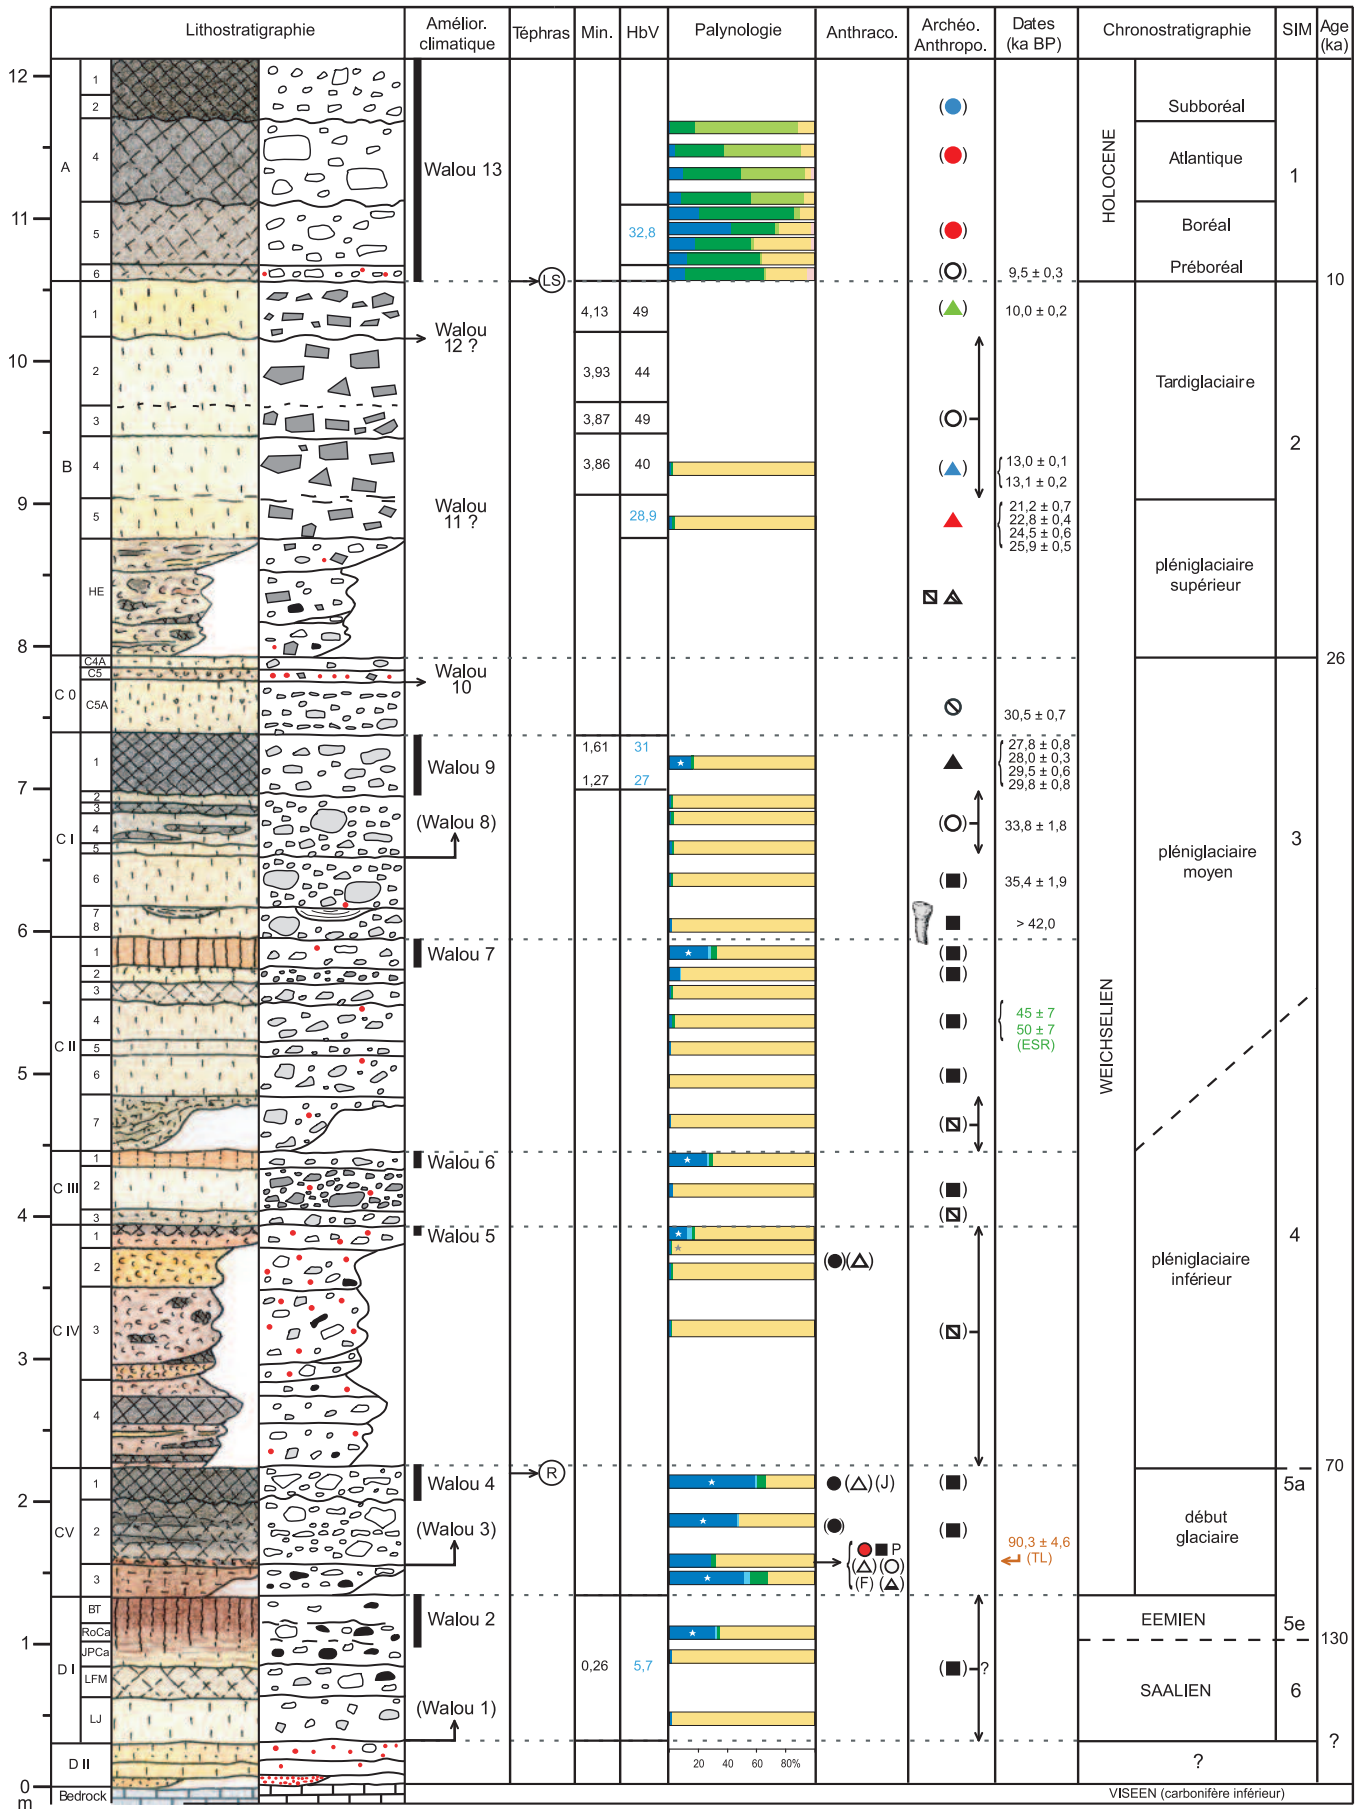 Lithostratigraphie
Amélior.
climatique
Téphras
Min.
HbV
Palynologie
Anthraco.
Archéo.
Anthropo.
Dates
(ka BP)
Chronostratigraphie
SIM
Age
(ka)
12
11
10
9
8
7
6
5
4
3
2
1
0
m
A
1
2
4
5
6
B
1
2
3
4
5
HE
C 0
C4A
C5
C5A
C I
1
2
3
4
5
6
7
8
C II
1
2
3
4
5
6
7
C III
1
2
3
C IV
1
2
3
4
CV
1
2
3
D I
BT
RoCa
JPCa
LFM
LJ
D II
Bedrock
Walou 13
Walou
12 ?
Walou
11 ?
Walou
10
Walou 9
(Walou 8)
Walou 7
Walou 6
Walou 5
Walou 4
(Walou 3)
Walou 2
(Walou 1)
LS
R
4,13
3,93
3,87
3,86
1,61
1,27
0,26
32,8
49
44
49
40
28,9
31
27
5,7
20 40 60 80%
( ) ( )
( ) ( ) (J)
( )
P
( ) ( )
(F) ( )
?
9,5 ± 0,3
10,0 ± 0,2
13,0 ± 0,1
13,1 ± 0,2
21,2 ± 0,7
22,8 ± 0,4
24,5 ± 0,6
25,9 ± 0,5
30,5 ± 0,7
27,8 ± 0,8
28,0 ± 0,3
29,5 ± 0,6
29,8 ± 0,8
33,8 ± 1,8
35,4 ± 1,9
> 42,0
45 ± 7
50 ± 7
(ESR)
90,3 ± 4,6
(TL)
HOLOCENE
Subboréal
Atlantique
Boréal
Préboréal
WEICHSELIEN
Tardiglaciaire
pléniglaciaire
supérieur
pléniglaciaire
moyen
pléniglaciaire
inférieur
début
glaciaire
EEMIEN
SAALIEN
?
VISEEN (carbonifère inférieur)
1
2
3
4
5a
5e
6
10
26
70
130
?